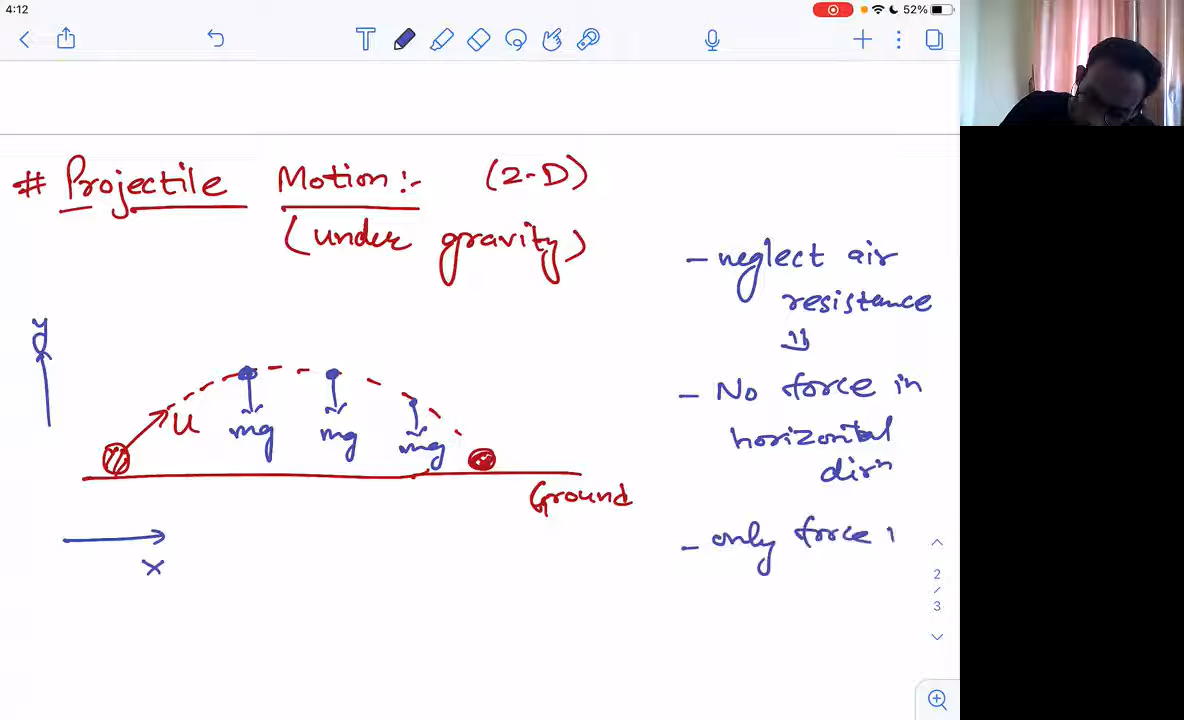 4:12
52%
# Projectile Motion:- (2-D)
(under gravity)
- neglect air
resistance
⇓
- No force in
horizontal
dirⁿ
- only force
y
u
mg
mg
mg
Ground
x
2
/
3
T